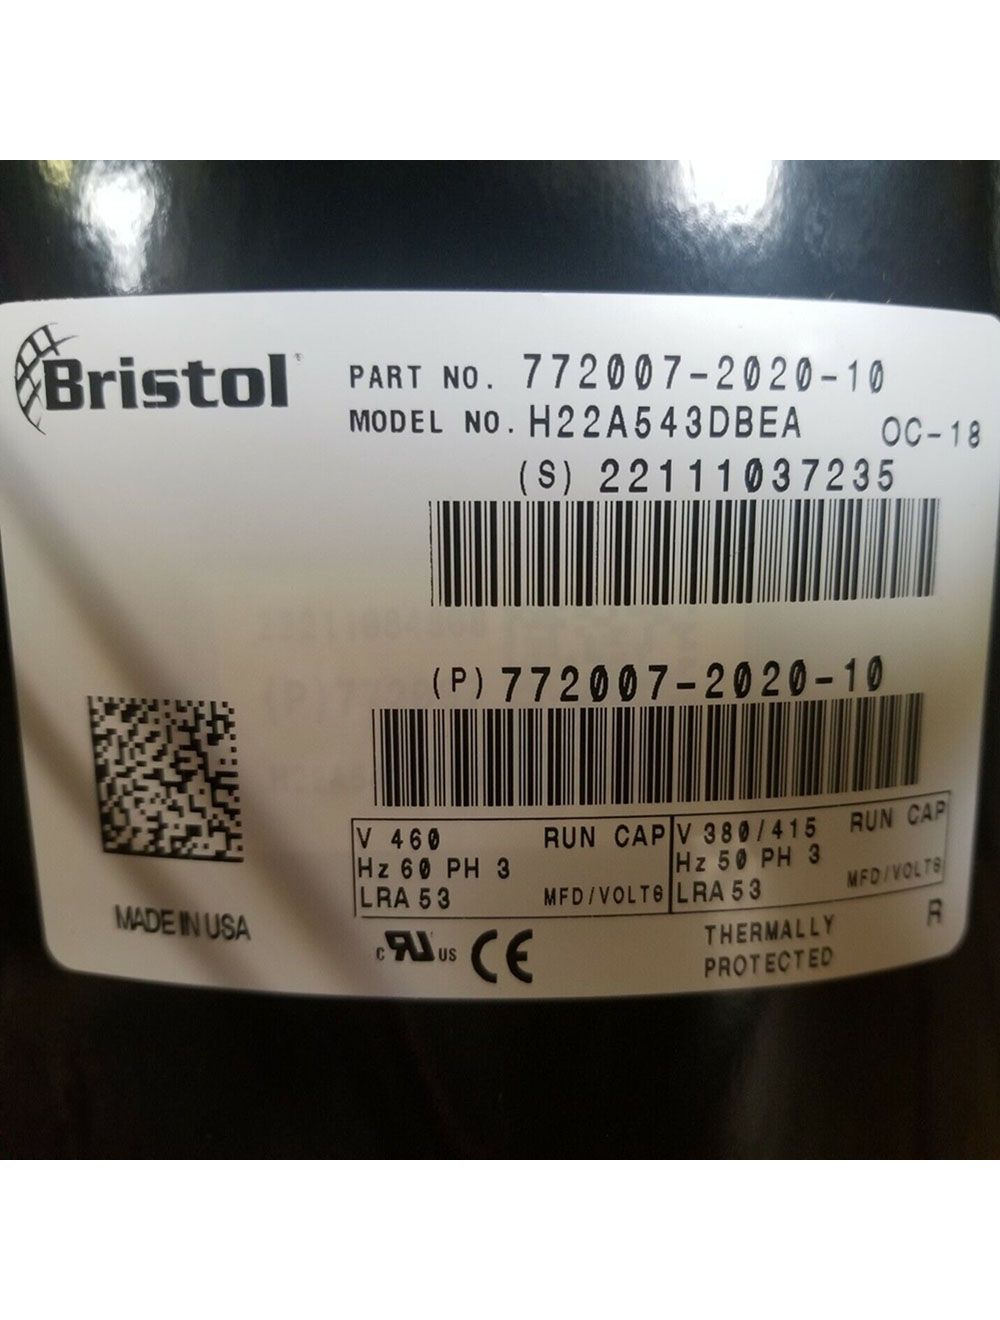 Bristol
PART NO. 772007-2020-10
MODEL NO. H22A543DBEA OC-18
(S) 22111037235
(P) 772007-2020-10
V 460 RUN CAP
Hz 60 PH 3
LRA 53 MFD/VOLTS
V 380/415 RUN CAP
Hz 50 PH 3
LRA 53 MFD/VOLTS
MADE IN USA
c RU US CE
THERMALLY
PROTECTED
R